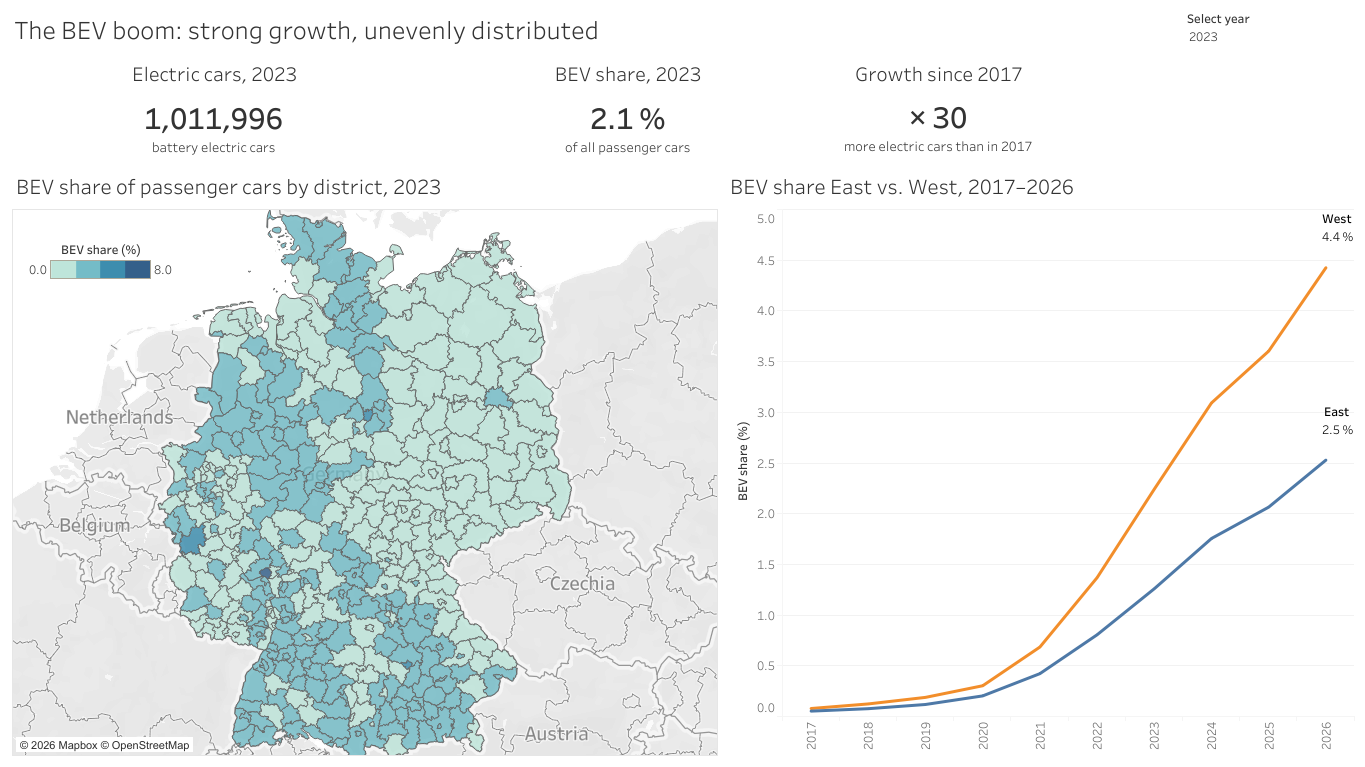 The BEV boom: strong growth, unevenly distributed
Select year
2023
Electric cars, 2023
1,011,996
battery electric cars
BEV share, 2023
2.1 %
of all passenger cars
Growth since 2017
× 30
more electric cars than in 2017
BEV share of passenger cars by district, 2023
BEV share (%)
0.0
8.0
Netherlands
Germany
Belgium
Czechia
Austria
© 2026 Mapbox © OpenStreetMap
BEV share East vs. West, 2017–2026
BEV share (%)
5.0
4.5
4.0
3.5
3.0
2.5
2.0
1.5
1.0
0.5
0.0
West
4.4 %
East
2.5 %
2017
2018
2019
2020
2021
2022
2023
2024
2025
2026